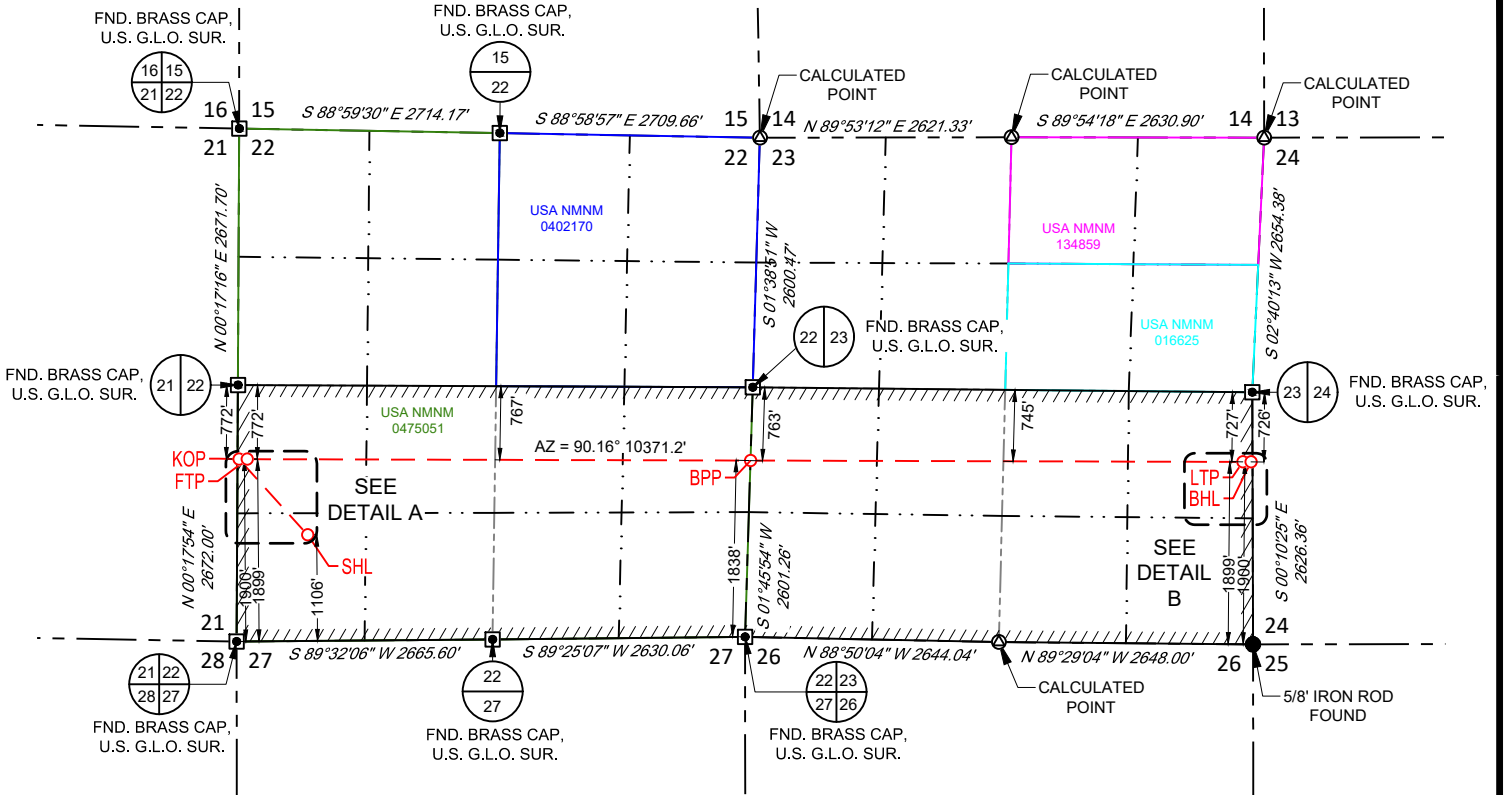 FND. BRASS CAP,
U.S. G.L.O. SUR.
16 15
21 22
FND. BRASS CAP,
U.S. G.L.O. SUR.
15
22
CALCULATED
POINT
CALCULATED
POINT
CALCULATED
POINT
16 15
21 22
S 88°59'30" E 2714.17'
S 88°58'57" E 2709.66'
15 14
22 23
N 89°53'12" E 2621.33'
S 89°54'18" E 2630.90'
14 13
24
N 00°17'16" E 2671.70'
USA NMNM
0402170
S 01°38'51" W
2600.47'
USA NMNM
134859
USA NMNM
016625
S 02°40'13" W 2654.38'
FND. BRASS CAP,
U.S. G.L.O. SUR.
21 22
22 23
FND. BRASS CAP,
U.S. G.L.O. SUR.
23 24
FND. BRASS CAP,
U.S. G.L.O. SUR.
772'
772'
USA NMNM
0475051
767'
763'
745'
727'
726'
AZ = 90.16° 10371.2'
KOP
FTP
BPP
LTP
BHL
SEE
DETAIL A
SHL
SEE
DETAIL
B
N 00°17'54" E
2672.00'
1900'
1899'
1106'
1838'
S 01°45'54" W
2601.26'
1899'
1900'
S 00°10'25" E
2626.36'
21
28 27
S 89°32'06" W 2665.60'
S 89°25'07" W 2630.06'
27 26
N 88°50'04" W 2644.04'
N 89°29'04" W 2648.00'
24
26 25
21 22
28 27
FND. BRASS CAP,
U.S. G.L.O. SUR.
22
27
FND. BRASS CAP,
U.S. G.L.O. SUR.
22 23
27 26
FND. BRASS CAP,
U.S. G.L.O. SUR.
CALCULATED
POINT
5/8' IRON ROD
FOUND